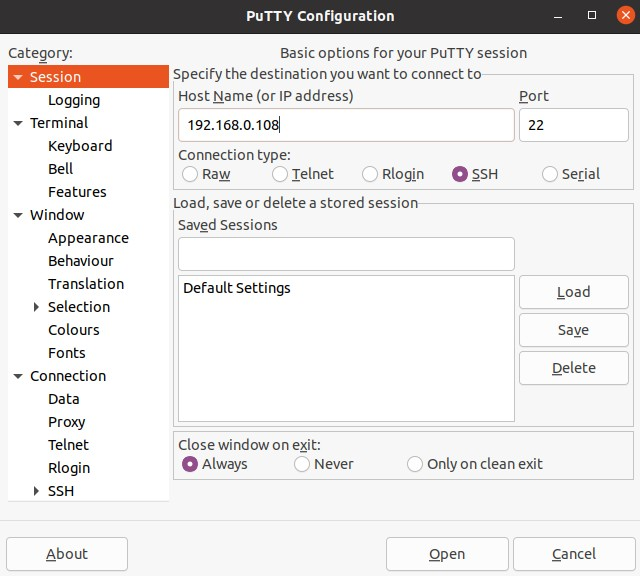 PuTTY Configuration
Category:
Session
Logging
Terminal
Keyboard
Bell
Features
Window
Appearance
Behaviour
Translation
Selection
Colours
Fonts
Connection
Data
Proxy
Telnet
Rlogin
SSH
Basic options for your PuTTY session
Specify the destination you want to connect to
Host Name (or IP address) Port
192.168.0.108 22
Connection type:
Raw Telnet Rlogin SSH Serial
Load, save or delete a stored session
Saved Sessions
Default Settings
Load
Save
Delete
Close window on exit:
Always Never Only on clean exit
About Open Cancel